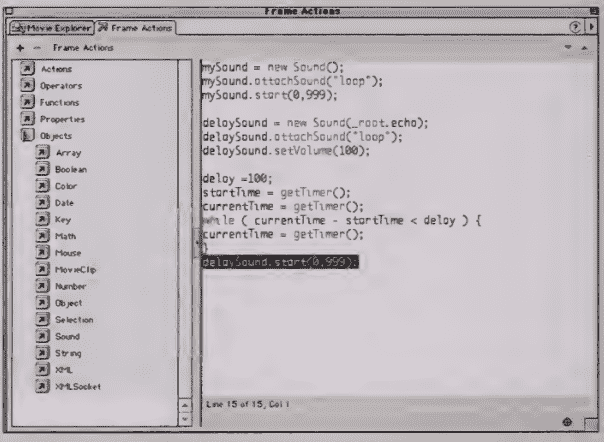 Frame Actions
Movie Explorer Frame Actions ?
+ - Frame Actions
Actions
Operators
Functions
Properties
Objects
Array
Boolean
Color
Date
Key
Math
Mouse
MovieClip
Number
Object
Selection
Sound
String
XML
XMLSocket
mySound = new Sound();
mySound.attachSound("loop");
mySound.start(0,999);
delaySound = new Sound(_root.echo);
delaySound.attachSound("loop");
delaySound.setVolume(100);
delay =100;
startTime = getTimer();
currentTime = getTimer();
while ( currentTime - startTime < delay ) {
currentTime = getTimer();
}
delaySound.start(0,999);
Line 15 of 15, Col 1